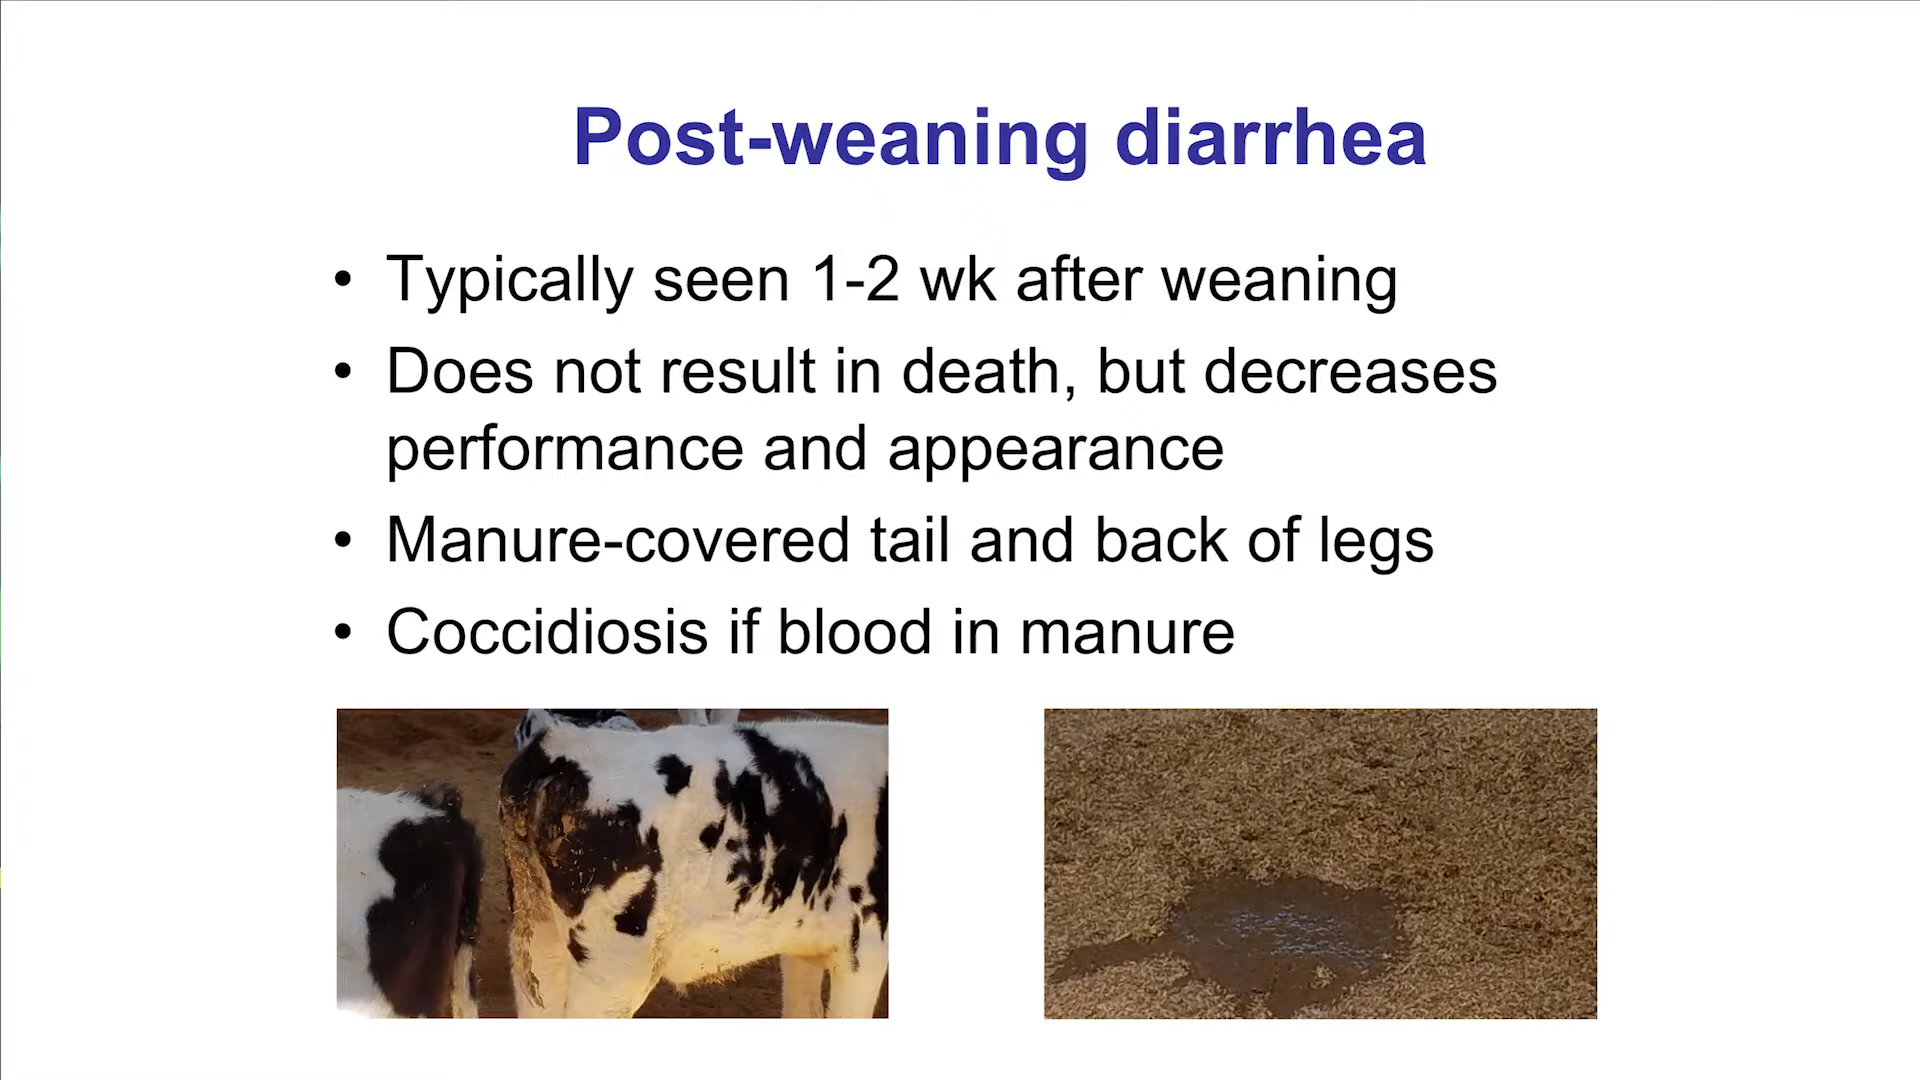 Post-weaning diarrhea
• Typically seen 1-2 wk after weaning
• Does not result in death, but decreases
performance and appearance
• Manure-covered tail and back of legs
• Coccidiosis if blood in manure